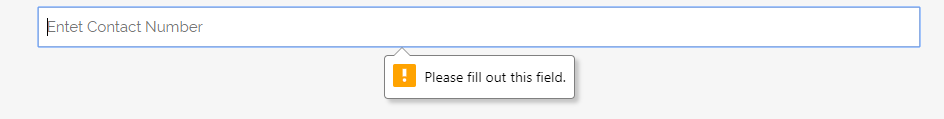 Entet Contact Number
Please fill out this field.